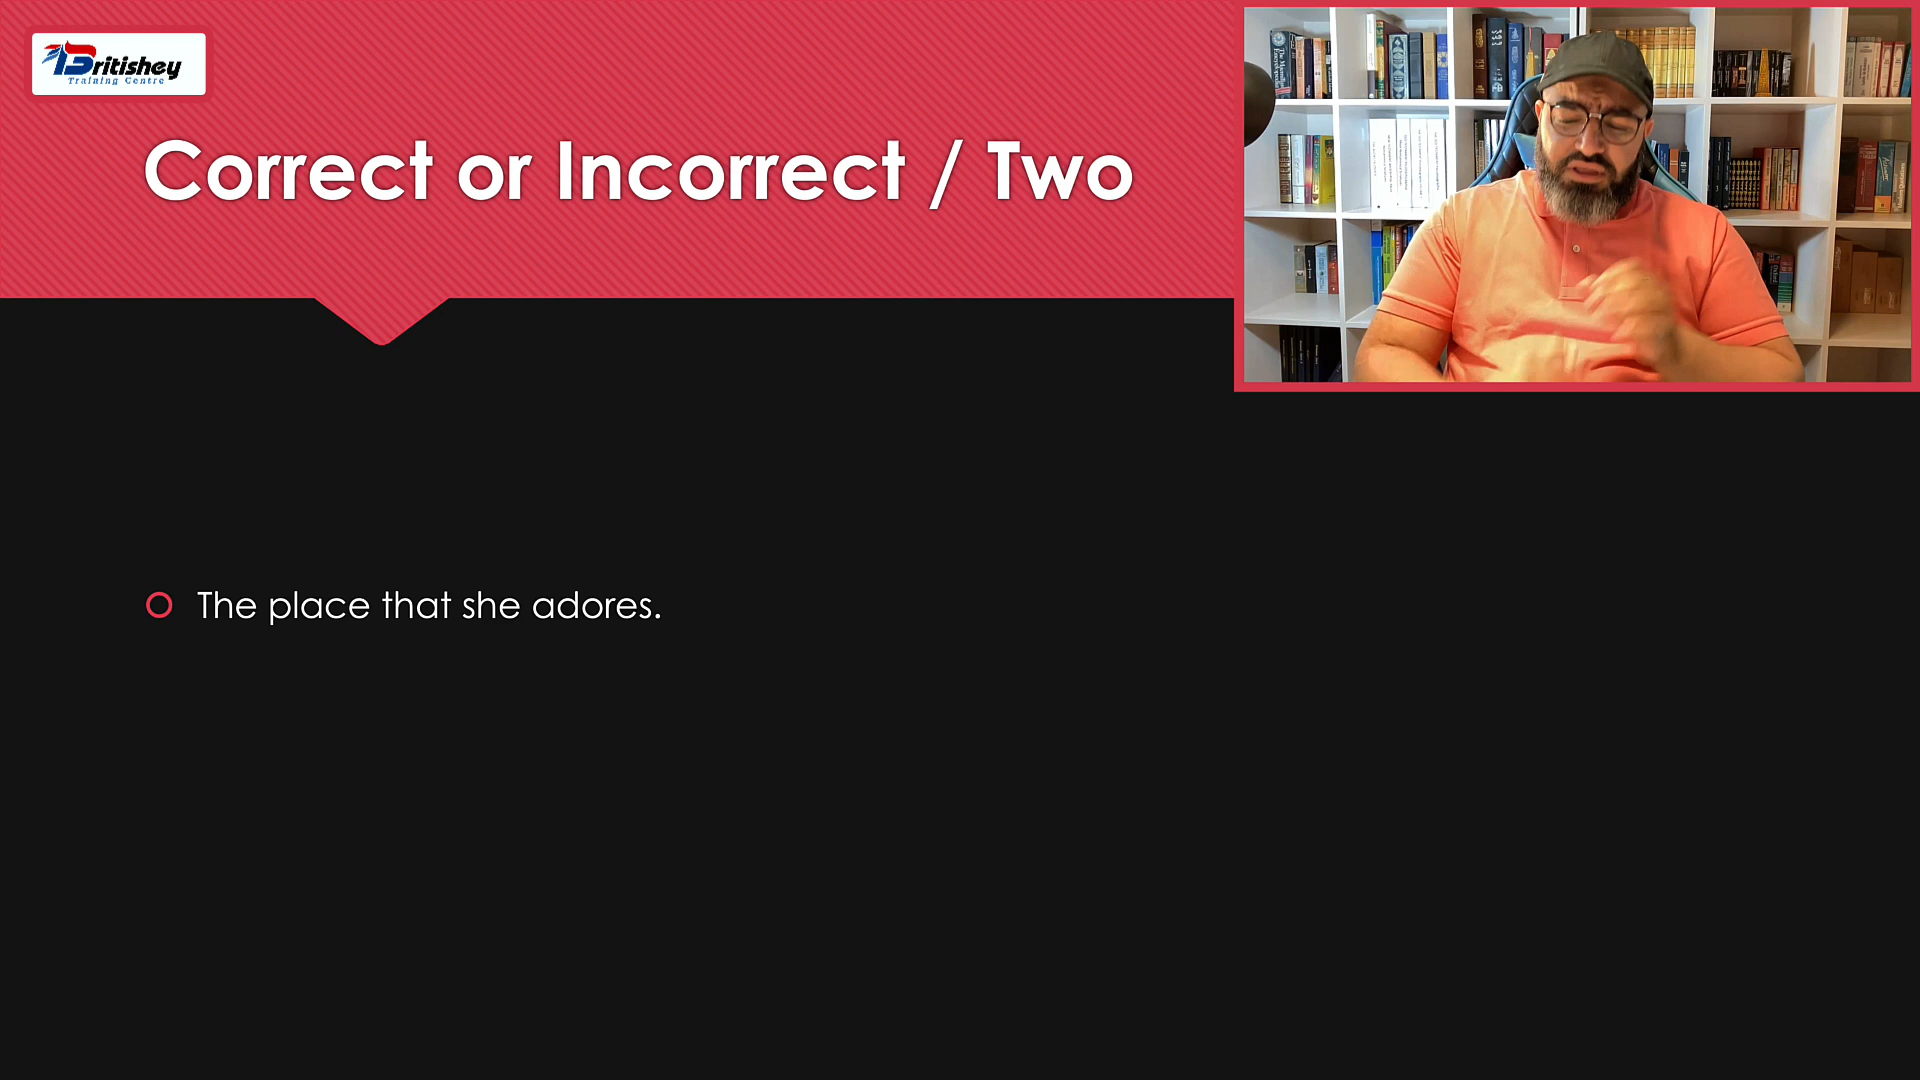 Britishey
Training Centre
Correct or Incorrect / Two
The place that she adores.